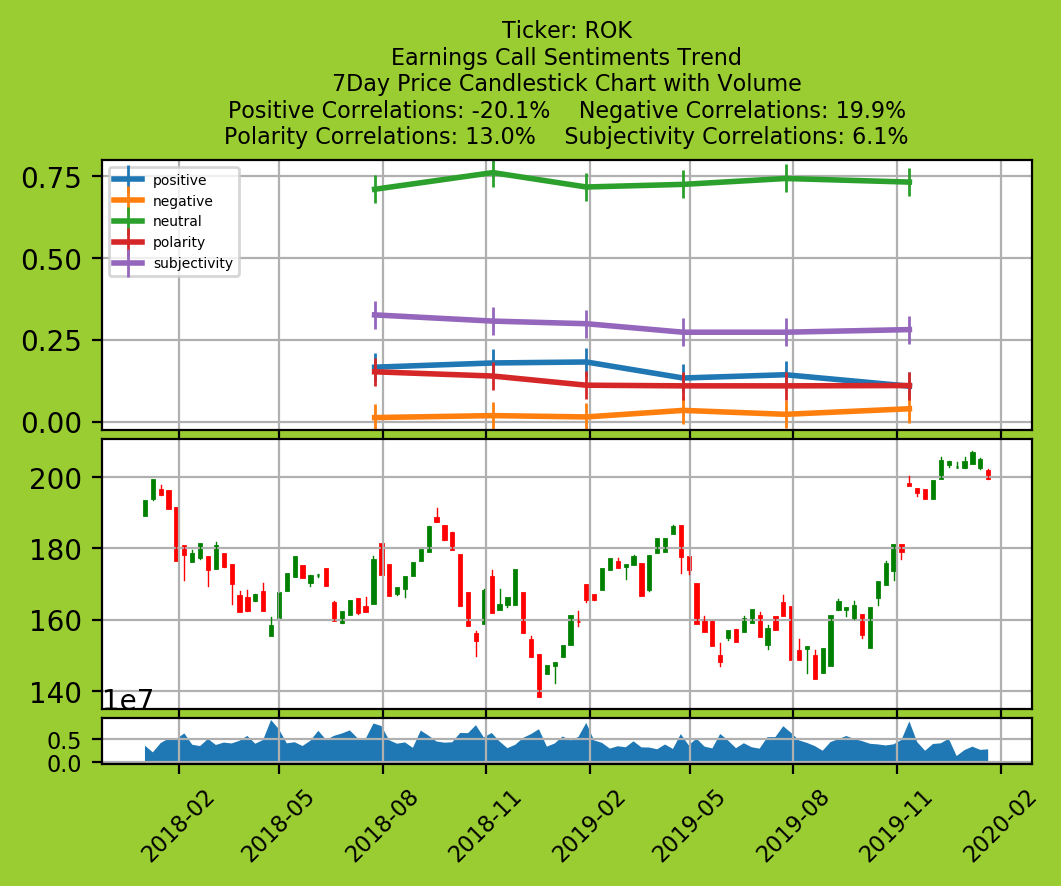 Ticker: ROK
Earnings Call Sentiments Trend
7Day Price Candlestick Chart with Volume
Positive Correlations: -20.1%    Negative Correlations: 19.9%
Polarity Correlations: 13.0%    Subjectivity Correlations: 6.1%
0.75
0.50
0.25
0.00
positive
negative
neutral
polarity
subjectivity
200
180
160
140
1e7
0.5
0.0
2018-02
2018-05
2018-08
2018-11
2019-02
2019-05
2019-08
2019-11
2020-02